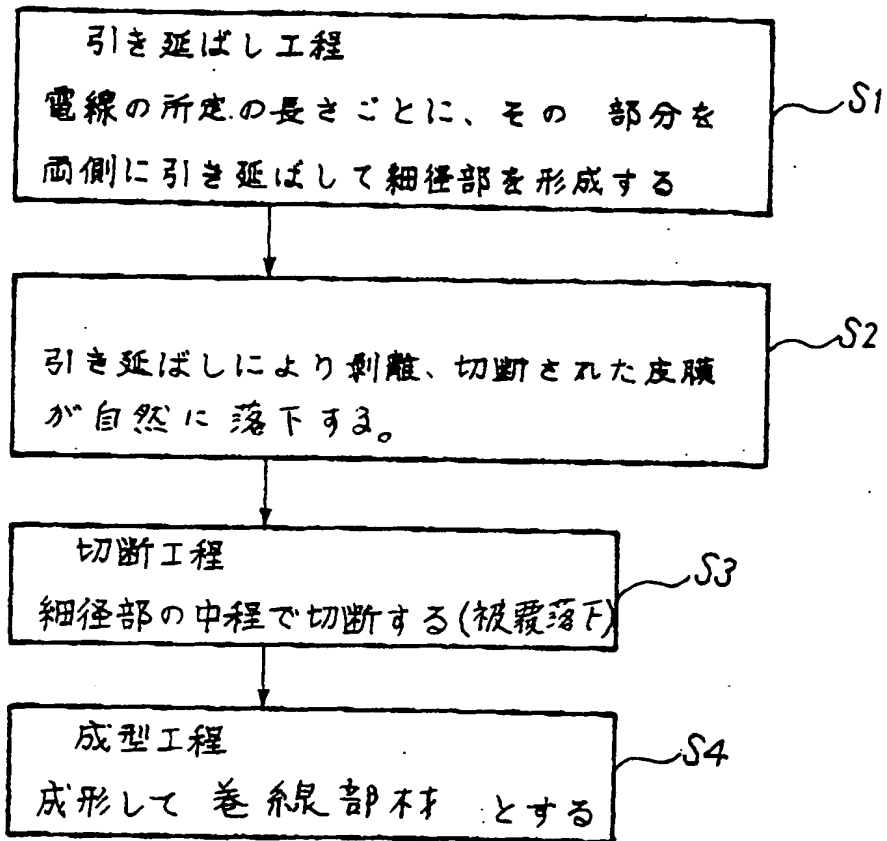 引き延ばし工程
電線の所定の長さごとに、その 部分を
両側に引き延ばして細径部を形成する
S1
引き延ばしにより剥離、切断された皮膜
が自然に落下する。
S2
切断工程
細径部の中程で切断する(被覆落下)
S3
成型工程
成形して巻線部材 とする
S4